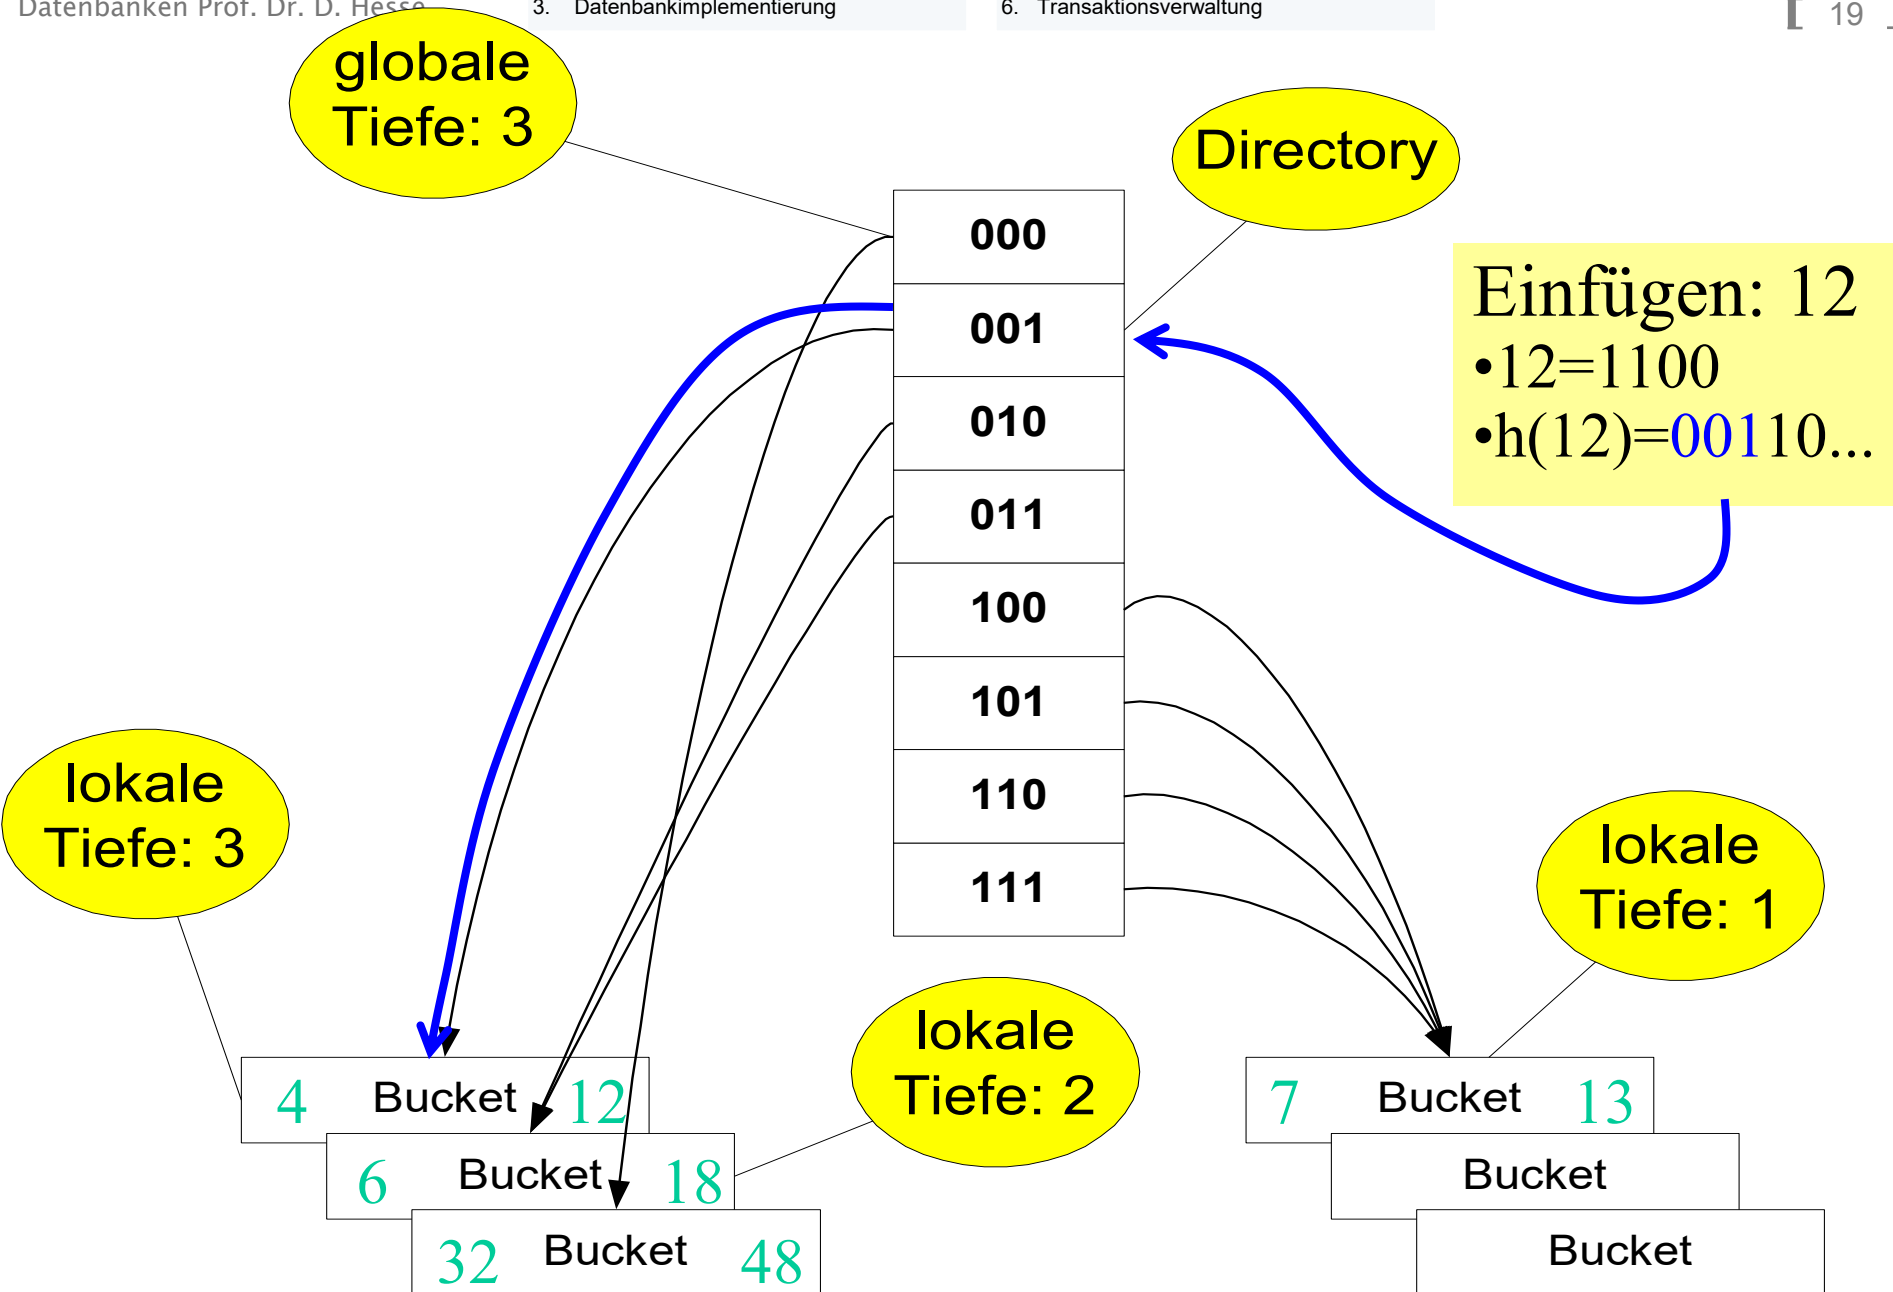 Datenbanken Prof. Dr. D. Hesse
3. Datenbankimplementierung
6. Transaktionsverwaltung
19
globale
Tiefe: 3
Directory
000
001
010
011
100
101
110
111
Einfügen: 12
•12=1100
•h(12)=00110...
lokale
Tiefe: 3
lokale
Tiefe: 2
lokale
Tiefe: 1
4 Bucket 12
6 Bucket 18
32 Bucket 48
7 Bucket 13
Bucket
Bucket